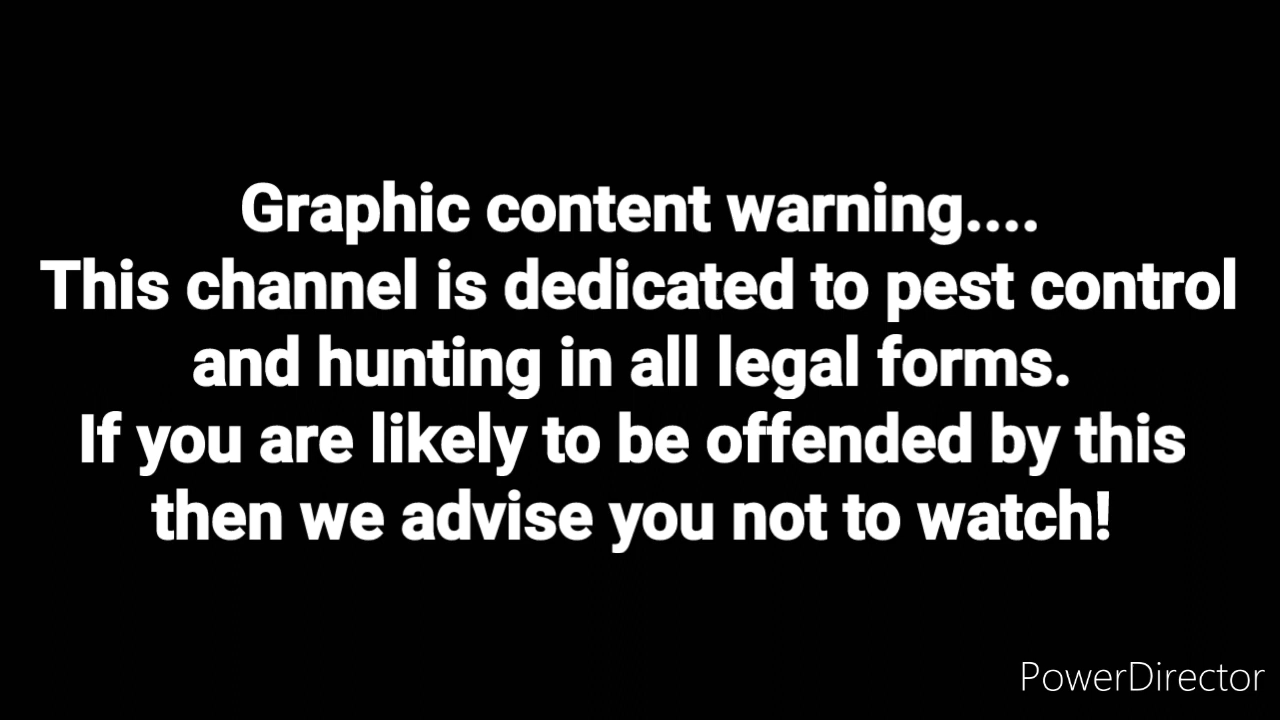 Graphic content warning....
This channel is dedicated to pest control
and hunting in all legal forms.
If you are likely to be offended by this
then we advise you not to watch!
PowerDirector